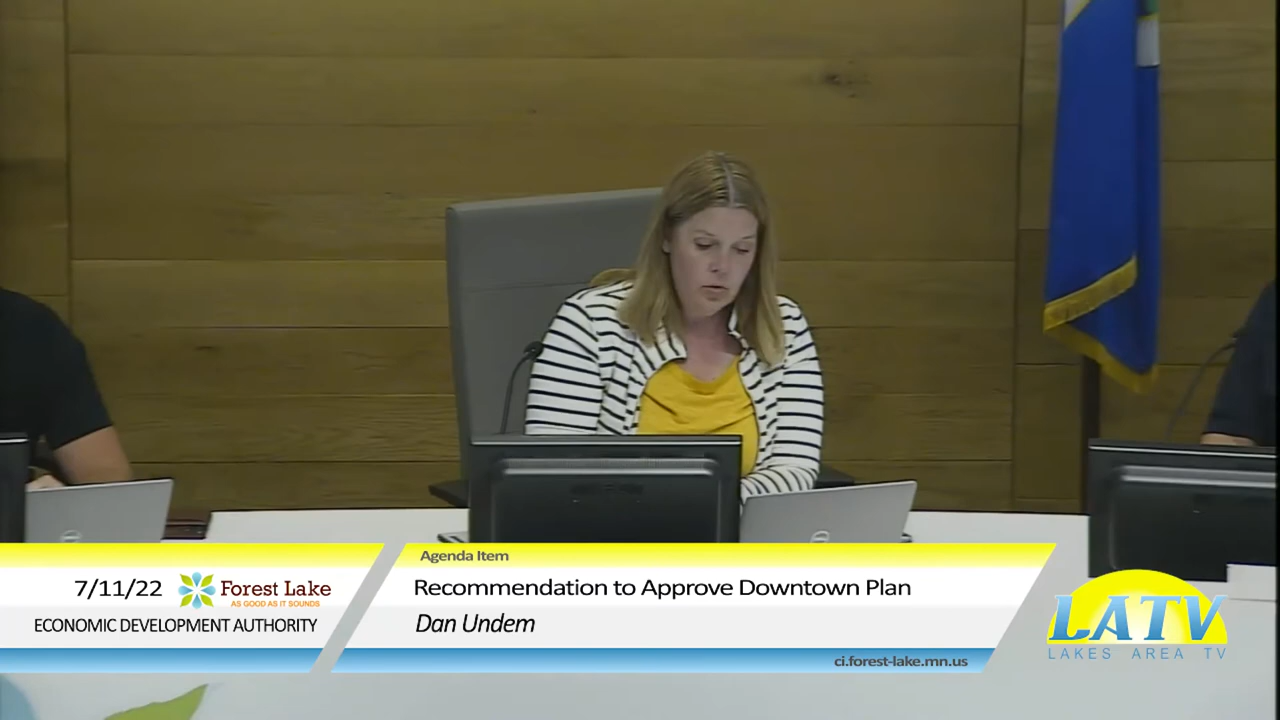 Agenda Item
7/11/22 Forest Lake
AS GOOD AS IT SOUNDS
Recommendation to Approve Downtown Plan
ECONOMIC DEVELOPMENT AUTHORITY
Dan Undem
ci.forest-lake.mn.us
LATV
LAKES AREA TV